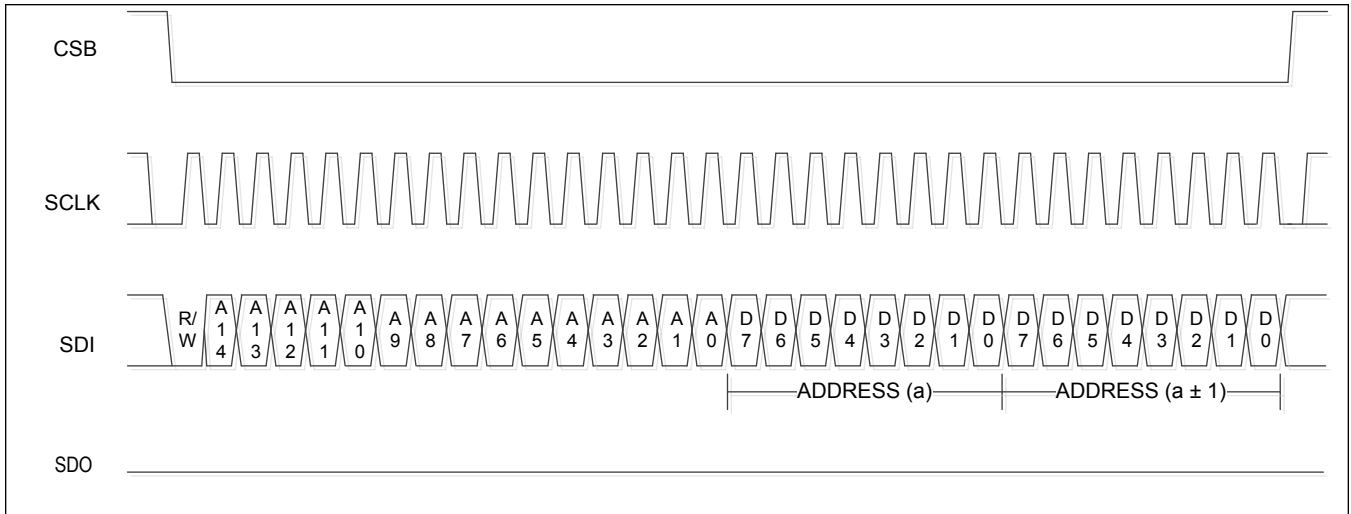 CSB
SCLK
SDI
R/W A14 A13 A12 A11 A10 A9 A8 A7 A6 A5 A4 A3 A2 A1 A0 D7 D6 D5 D4 D3 D2 D1 D0 D7 D6 D5 D4 D3 D2 D1 D0
ADDRESS (a) ADDRESS (a ± 1)
SDO